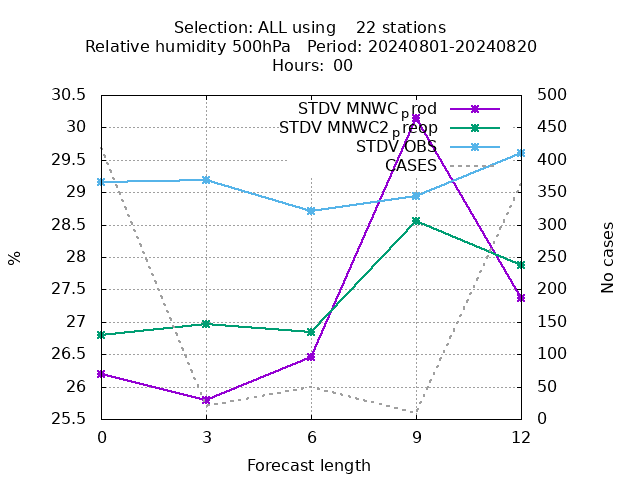 Selection: ALL using    22 stations
Relative humidity 500hPa   Period: 20240801-20240820
Hours:  00
30.5
30
29.5
29
28.5
28
27.5
27
26.5
26
25.5
%
STDV MNWCprod
STDV MNWC2preop
STDV OBS
CASES
500
450
400
350
300
250
200
150
100
50
0
No cases
0 3 6 9 12
Forecast length